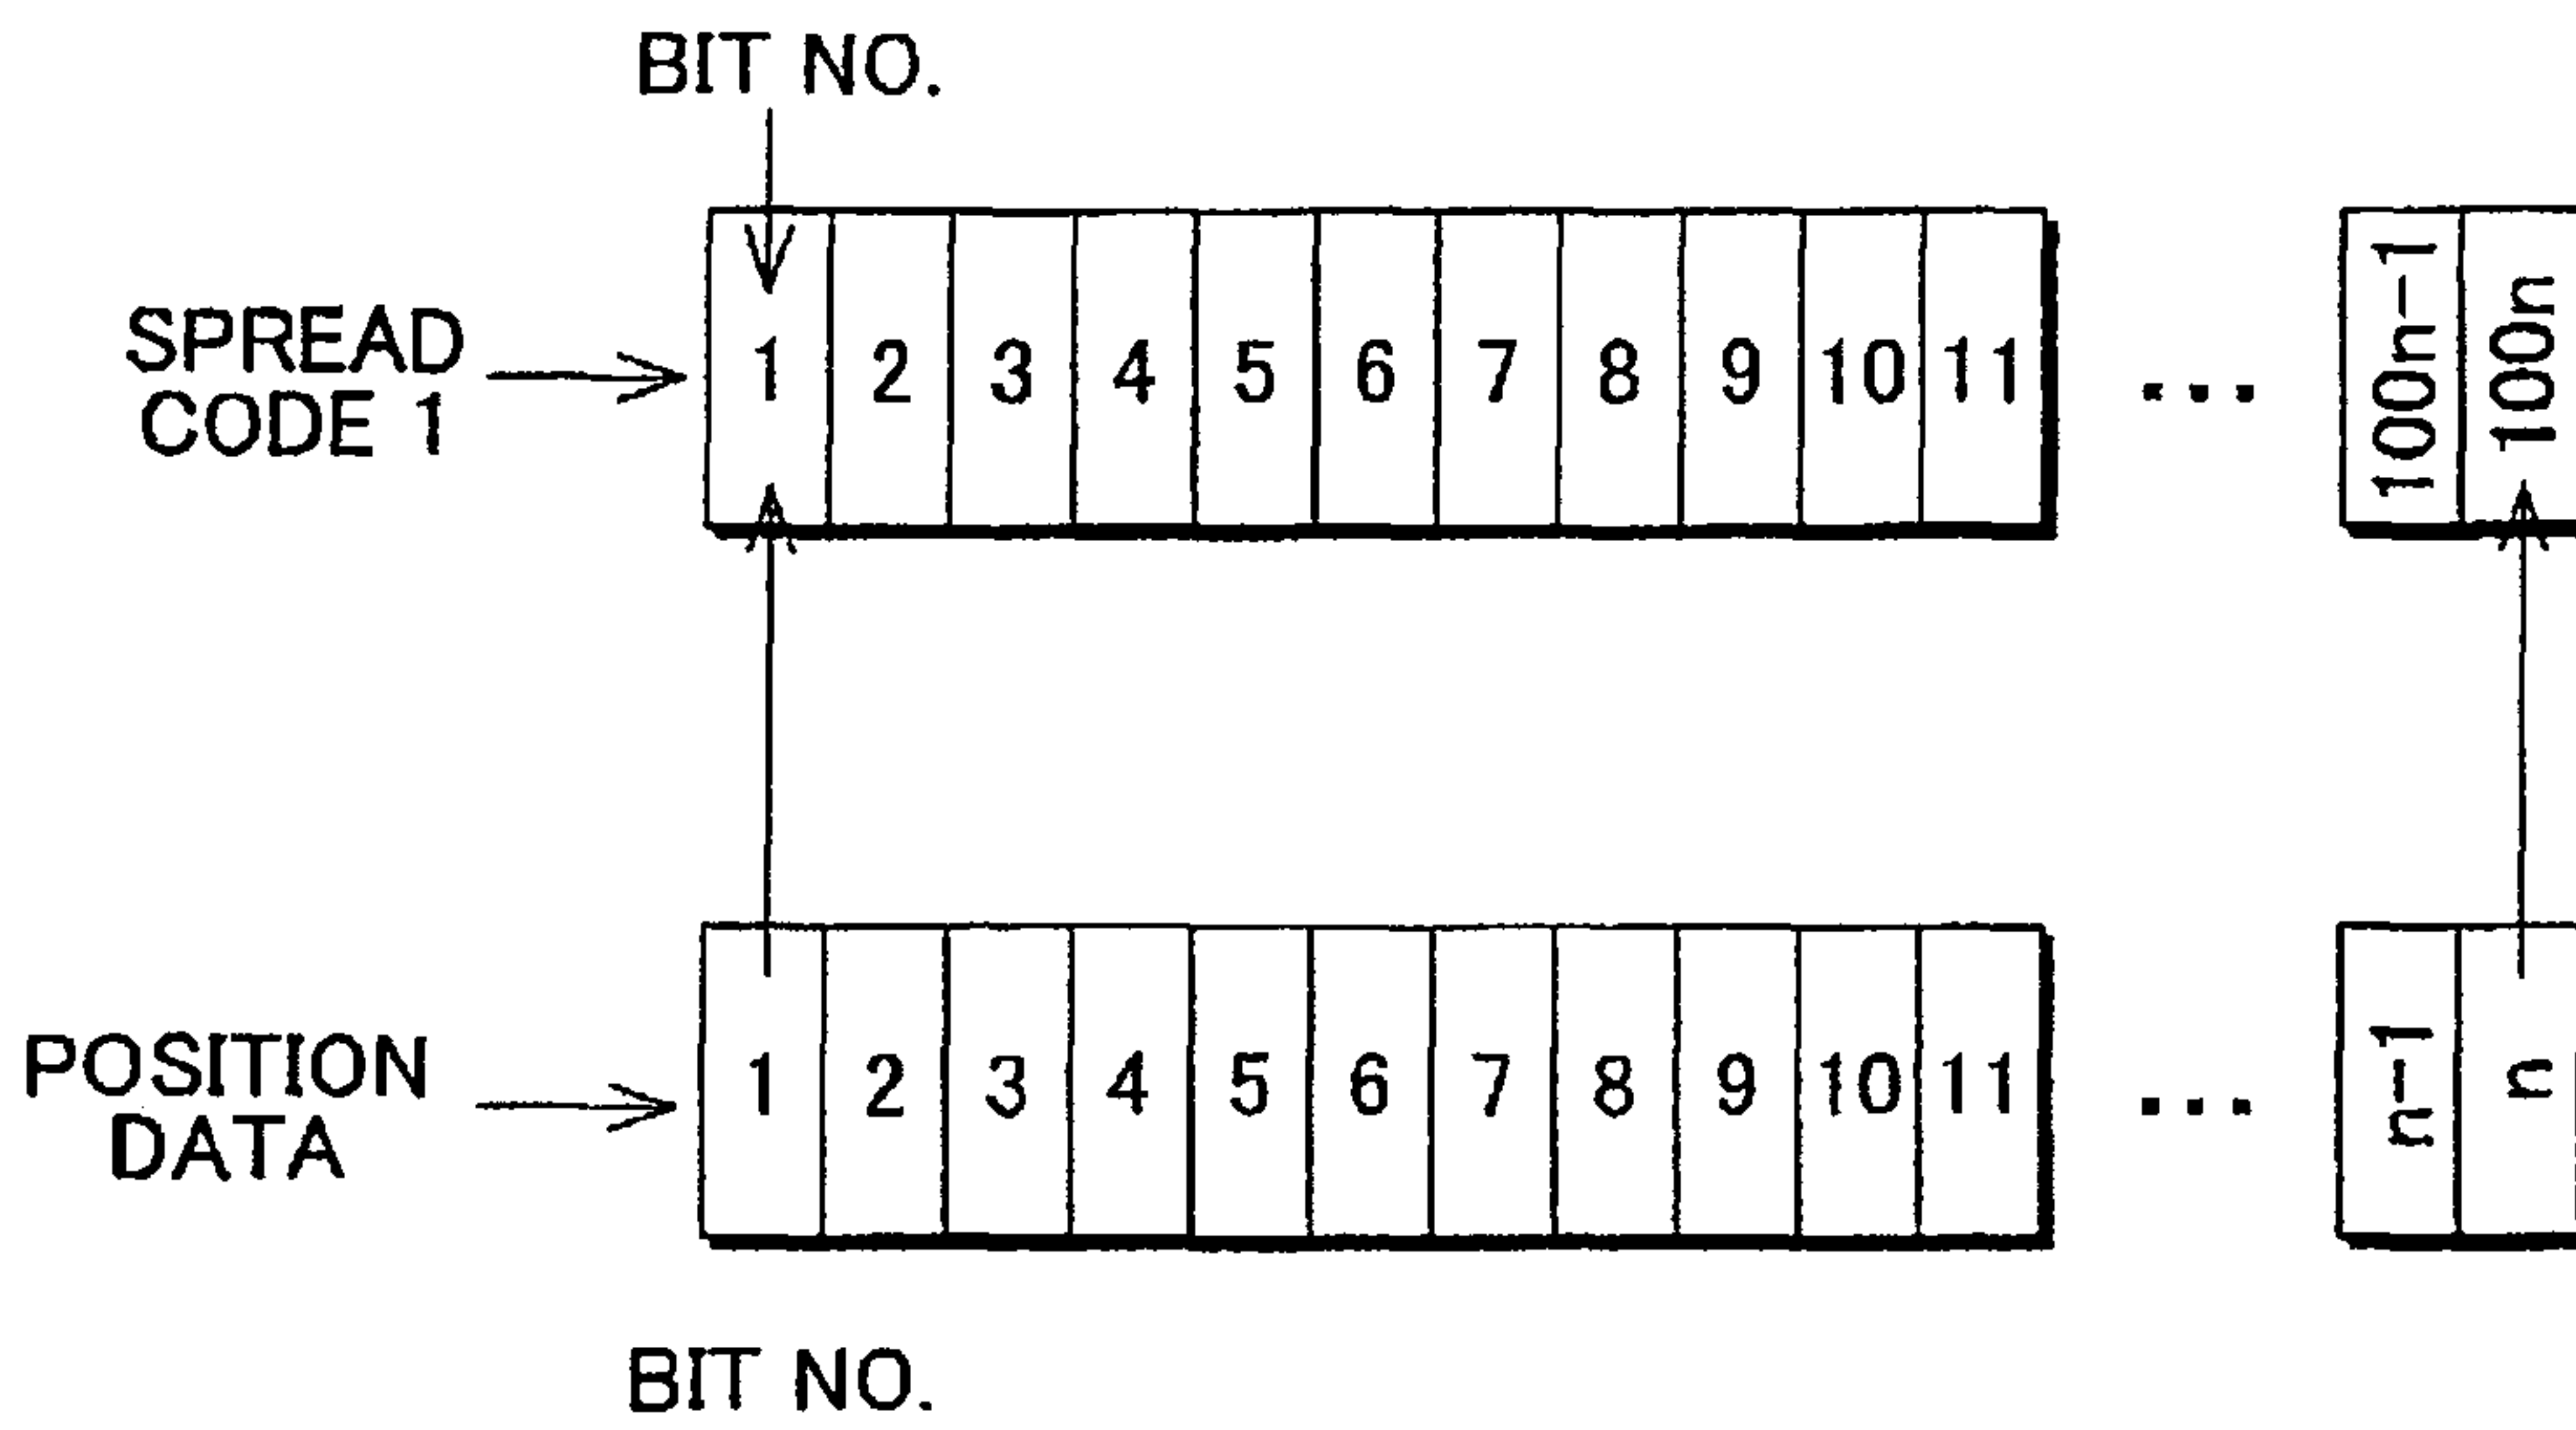 BIT NO.
SPREAD
CODE 1
1 2 3 4 5 6 7 8 9 10 11 ... 100n-1 100n
POSITION
DATA
1 2 3 4 5 6 7 8 9 10 11 ... n-1 n
BIT NO.